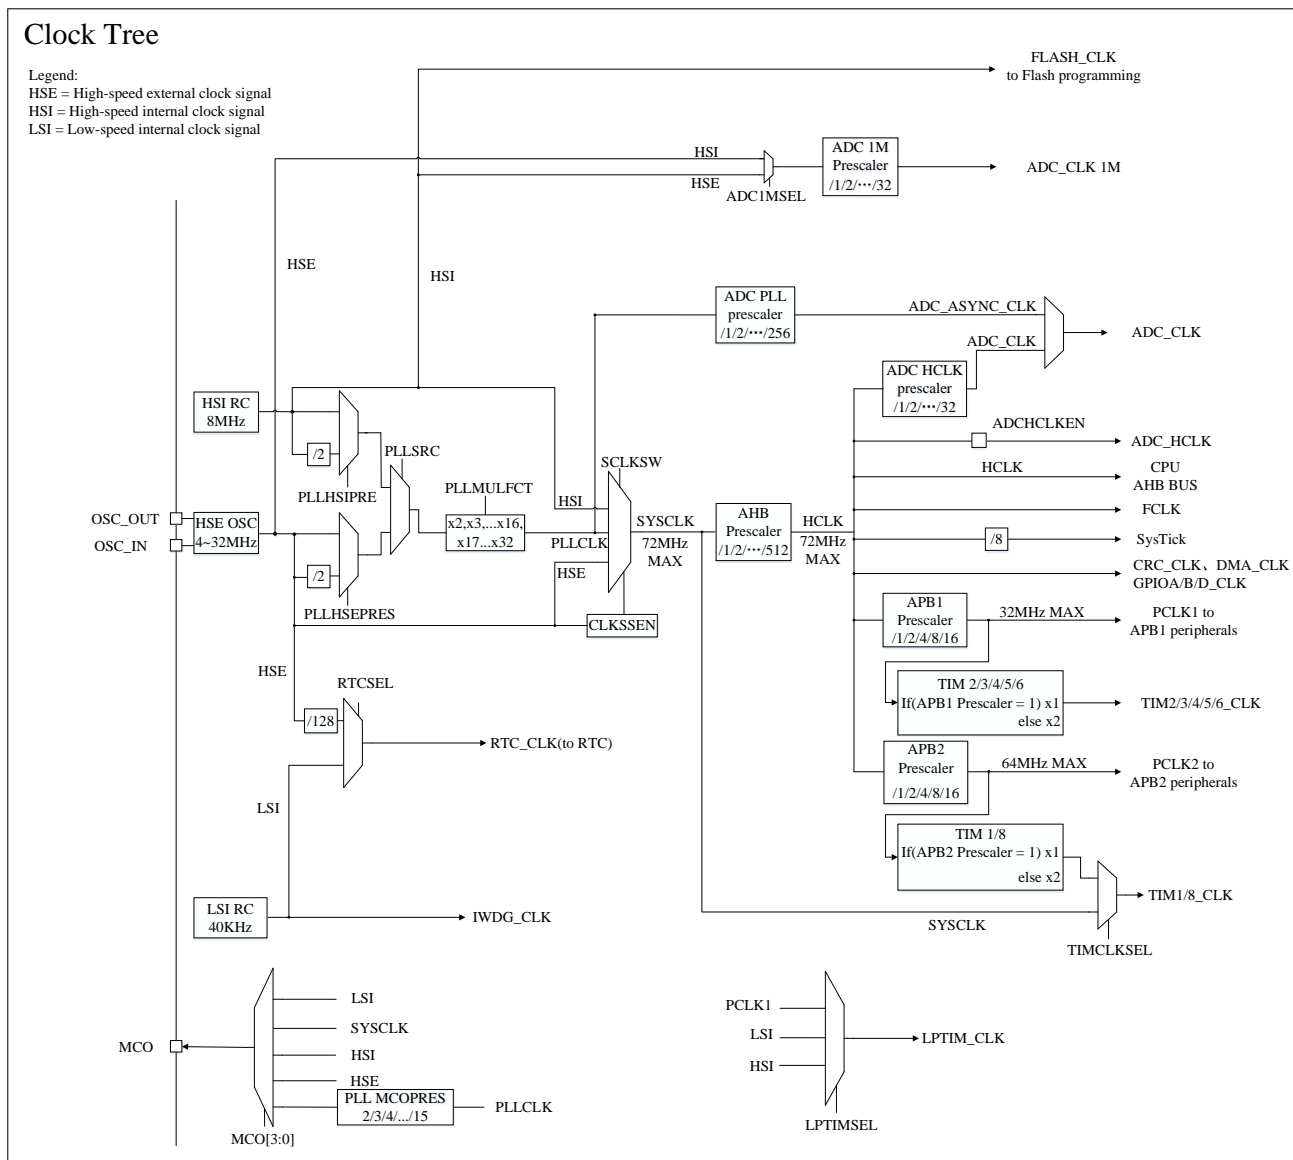 Clock Tree
Legend:
HSE = High-speed external clock signal
HSI = High-speed internal clock signal
LSI = Low-speed internal clock signal
FLASH_CLK
to Flash programming
HSI
HSE
ADC1MSEL
ADC 1M
Prescaler
/1/2/···/32
ADC_CLK 1M
HSE
HSI
ADC PLL
prescaler
/1/2/···/256
ADC_ASYNC_CLK
ADC_CLK
ADC_CLK
ADC HCLK
prescaler
/1/2/···/32
HSI RC
8MHz
/2
PLLHSIPRE
PLLSRC
PLLMULFCT
x2,x3,...x16,
x17...x32
SCLKSW
HSI
PLLCLK
HSE
OSC_OUT
OSC_IN
HSE OSC
4~32MHz
/2
PLLHSEPRES
CLKSSEN
SYSCLK
72MHz
MAX
AHB
Prescaler
/1/2/···/512
HCLK
72MHz
MAX
ADCHCLKEN
ADC_HCLK
HCLK
CPU
AHB BUS
FCLK
/8
SysTick
CRC_CLK、DMA_CLK
GPIOA/B/D_CLK
APB1
Prescaler
/1/2/4/8/16
32MHz MAX
PCLK1 to
APB1 peripherals
TIM 2/3/4/5/6
If(APB1 Prescaler = 1) x1
else x2
TIM2/3/4/5/6_CLK
APB2
Prescaler
/1/2/4/8/16
64MHz MAX
PCLK2 to
APB2 peripherals
TIM 1/8
If(APB2 Prescaler = 1) x1
else x2
TIM1/8_CLK
SYSCLK
TIMCLKSEL
HSE
RTCSEL
/128
RTC_CLK(to RTC)
LSI
LSI RC
40KHz
IWDG_CLK
MCO
LSI
SYSCLK
HSI
HSE
PLL MCOPRES
2/3/4/.../15
PLLCLK
MCO[3:0]
PCLK1
LSI
HSI
LPTIM_CLK
LPTIMSEL